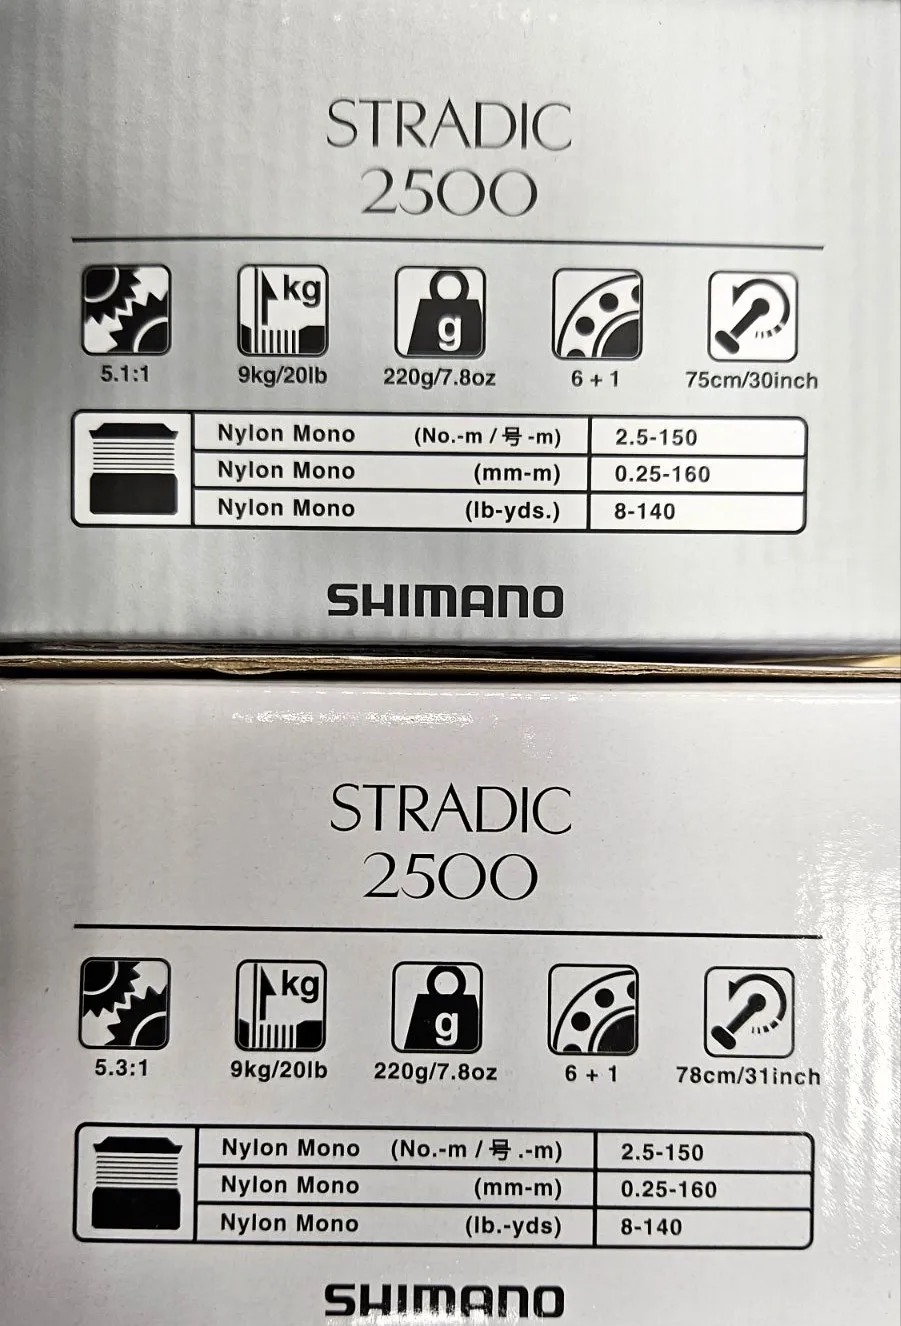 STRADIC
2500
kg g
5.1:1 9kg/20lb 220g/7.8oz 6 + 1 75cm/30inch
Nylon Mono (No.-m / 号 -m) 2.5-150
Nylon Mono (mm-m) 0.25-160
Nylon Mono (lb-yds.) 8-140
SHIMANO
STRADIC
2500
kg g
5.3:1 9kg/20lb 220g/7.8oz 6 + 1 78cm/31inch
Nylon Mono (No.-m / 号 .-m) 2.5-150
Nylon Mono (mm-m) 0.25-160
Nylon Mono (lb.-yds) 8-140
SHIMANO